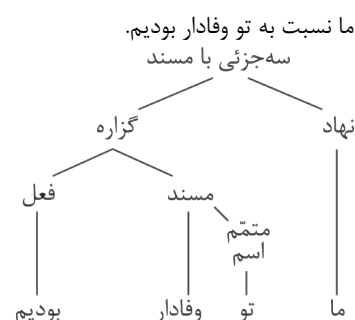 ما نسبت به تو وفادار بودیم.
سه‌جزئی با مسند
نهاد گزاره
مسند فعل
متمّم
اسم
ما تو وفادار بودیم